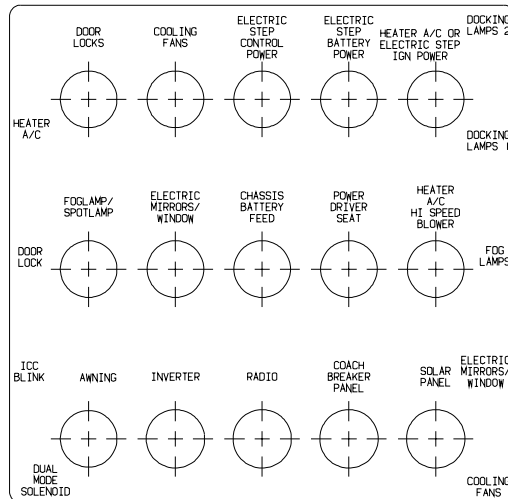 DOOR
LOCKS
COOLING
FANS
ELECTRIC
STEP
CONTROL
POWER
ELECTRIC
STEP
BATTERY
POWER
HEATER A/C OR
ELECTRIC STEP
IGN POWER
DOCKING
LAMPS 2
HEATER
A/C
DOCKING
LAMPS 1
FOGLAMP/
SPOTLAMP
ELECTRIC
MIRRORS/
WINDOW
CHASSIS
BATTERY
FEED
POWER
DRIVER
SEAT
HEATER
A/C
HI SPEED
BLOWER
DOOR
LOCK
FOG
LAMPS
ICC
BLINK
AWNING
INVERTER
RADIO
COACH
BREAKER
PANEL
SOLAR
PANEL
ELECTRIC
MIRRORS/
WINDOW
DUAL
MODE
SOLENOID
COOLING
FANS